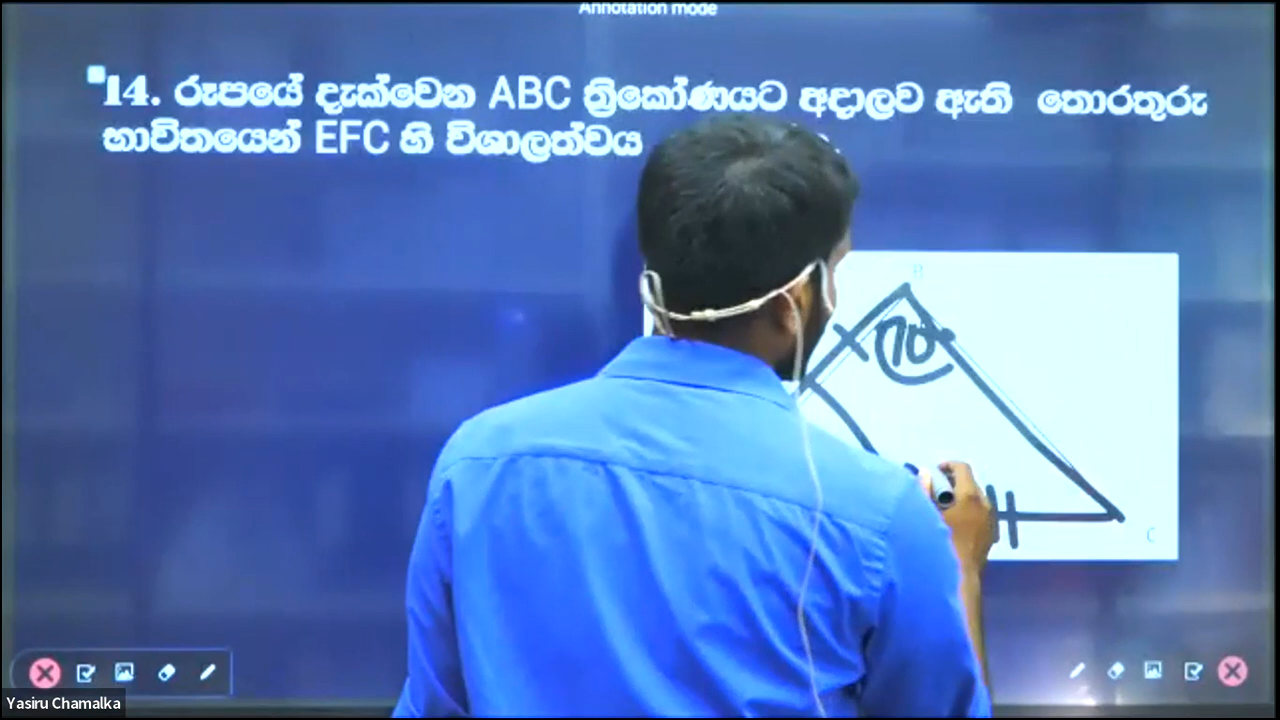 Annotation mode
14. රූපයේ දැක්වෙන ABC ත්‍රිකෝණයට අදාලව ඇති තොරතුරු
භාවිතයෙන් EFC හි විශාලත්වය
B
70
C
Yasiru Chamalka